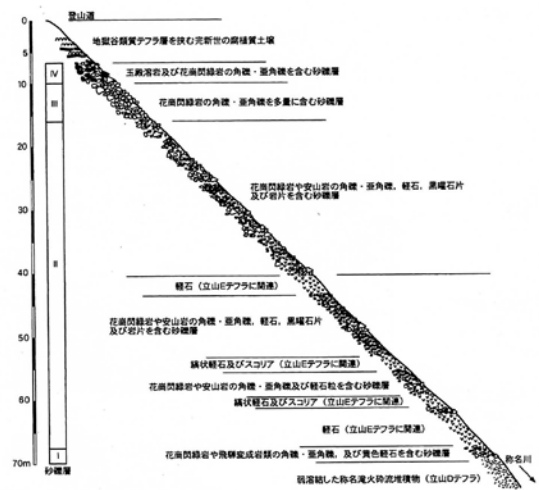 0
登山道
地獄谷類質テフラ層を挟む完新世の腐植質土壌
玉殿溶岩及び花崗閃緑岩の角礫・亜角礫を含む砂礫層
IV
10
花崗閃緑岩の角礫・亜角礫を多量に含む砂礫層
III
20
花崗閃緑岩や安山岩の角礫・亜角礫，軽石，黒曜石片
及び岩片を含む砂礫層
30
II
40
軽石（立山Eテフラに関連）
花崗閃緑岩や安山岩の角礫・亜角礫，軽石，黒曜石片
及び岩片を含む砂礫層
50
縞状軽石及びスコリア（立山Eテフラに関連）
花崗閃緑岩や安山岩の角礫・亜角礫及び軽石粒を含む砂礫層
60
縞状軽石及びスコリア（立山Eテフラに関連）
軽石（立山Eテフラに関連）
花崗閃緑岩や飛騨変成岩類の角礫・亜角礫，及び黄色軽石を含む砂礫層
I
70m
砂礫層
称名川
弱溶結した称名滝火砕流堆積物（立山Dテフラ）